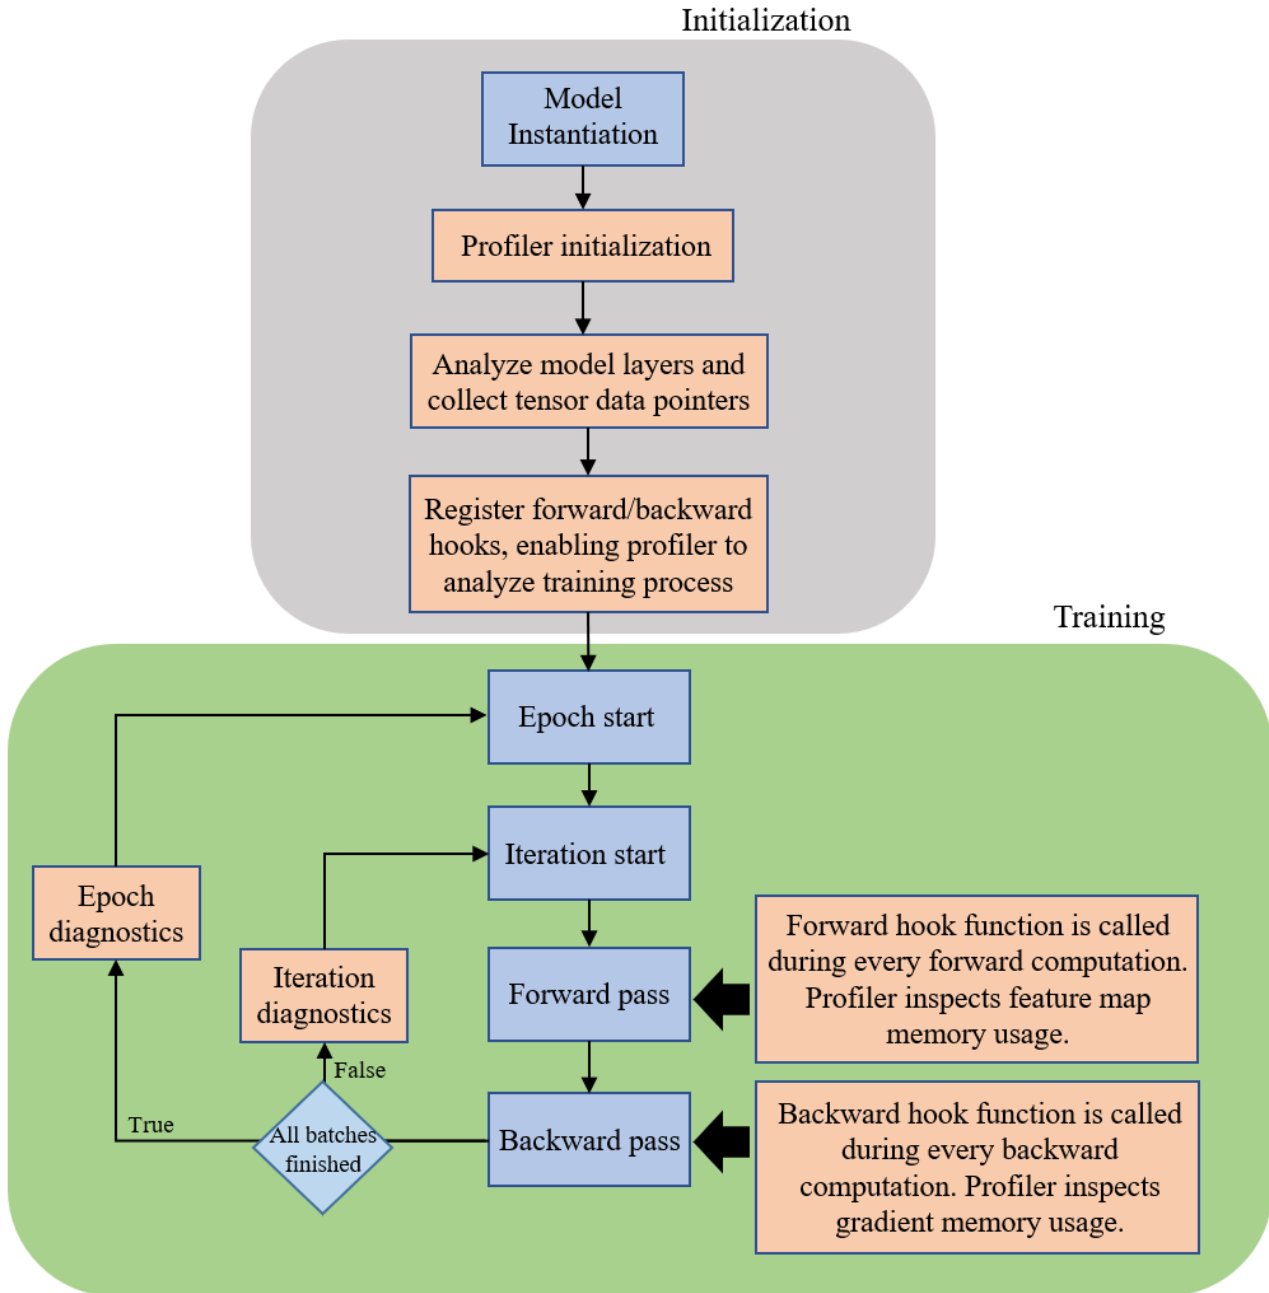 Initialization
Model
Instantiation
Profiler initialization
Analyze model layers and
collect tensor data pointers
Register forward/backward
hooks, enabling profiler to
analyze training process
Training
Epoch start
Iteration start
Epoch
diagnostics
Iteration
diagnostics
Forward pass
Forward hook function is called
during every forward computation.
Profiler inspects feature map
memory usage.
False
True
All batches
finished
Backward pass
Backward hook function is called
during every backward
computation. Profiler inspects
gradient memory usage.